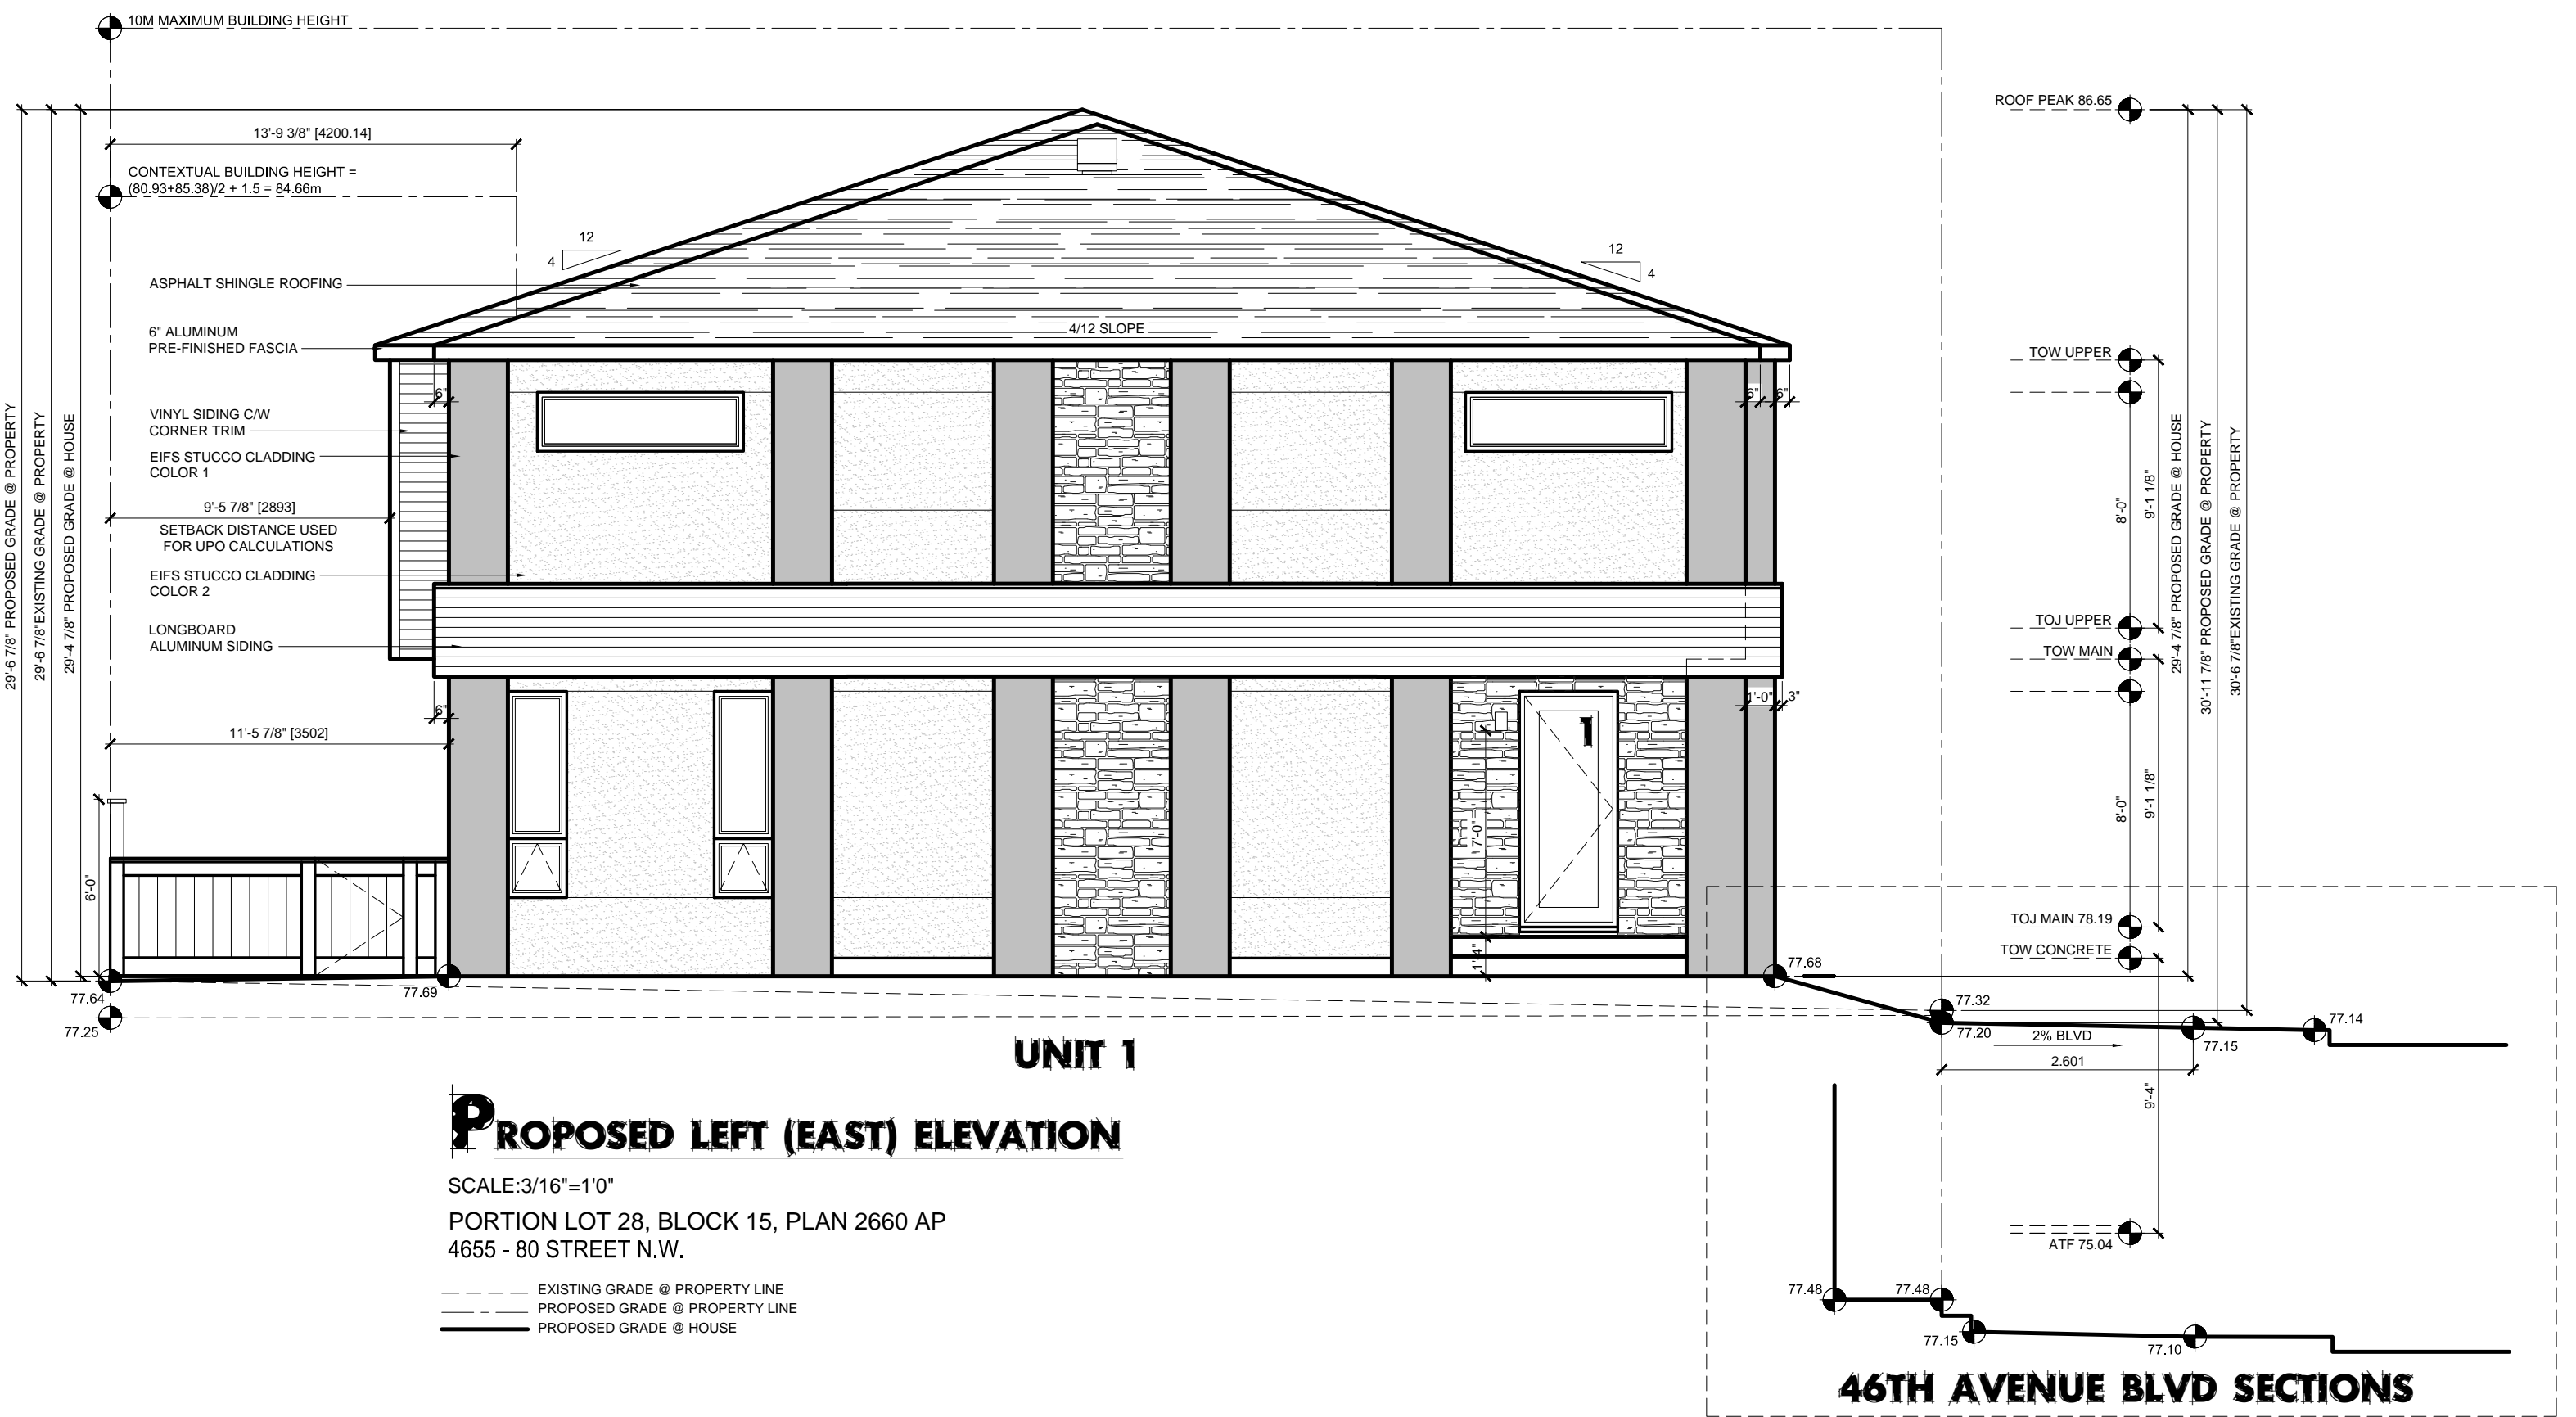 10M MAXIMUM BUILDING HEIGHT
ROOF PEAK 86.65
13'-9 3/8" [4200.14]
CONTEXTUAL BUILDING HEIGHT =
(80.93+85.38)/2 + 1.5 = 84.66m
12
4
12
4
ASPHALT SHINGLE ROOFING
6" ALUMINUM
PRE-FINISHED FASCIA
4/12 SLOPE
TOW UPPER
6"
6"
6"
VINYL SIDING C/W
CORNER TRIM
EIFS STUCCO CLADDING
COLOR 1
9'-5 7/8" [2893]
SETBACK DISTANCE USED
FOR UPO CALCULATIONS
EIFS STUCCO CLADDING
COLOR 2
LONGBOARD
ALUMINUM SIDING
29'-6 7/8" PROPOSED GRADE @ PROPERTY
29'-6 7/8"EXISTING GRADE @ PROPERTY
29'-4 7/8" PROPOSED GRADE @ HOUSE
8'-0"
9'-1 1/8"
29'-4 7/8" PROPOSED GRADE @ HOUSE
30'-11 7/8" PROPOSED GRADE @ PROPERTY
30'-6 7/8"EXISTING GRADE @ PROPERTY
TOJ UPPER
TOW MAIN
6"
1'-0"
3"
11'-5 7/8" [3502]
1
7'-0"
8'-0"
9'-1 1/8"
6'-0"
1'-4"
TOJ MAIN 78.19
TOW CONCRETE
77.64
77.69
77.68
77.25
77.32
77.20
77.14
77.15
2% BLVD
2.601
UNIT 1
9'-4"
PROPOSED LEFT (EAST) ELEVATION
SCALE:3/16"=1'0"
PORTION LOT 28, BLOCK 15, PLAN 2660 AP
4655 - 80 STREET N.W.
EXISTING GRADE @ PROPERTY LINE
PROPOSED GRADE @ PROPERTY LINE
PROPOSED GRADE @ HOUSE
ATF 75.04
77.48
77.48
77.15
77.10
46TH AVENUE BLVD SECTIONS